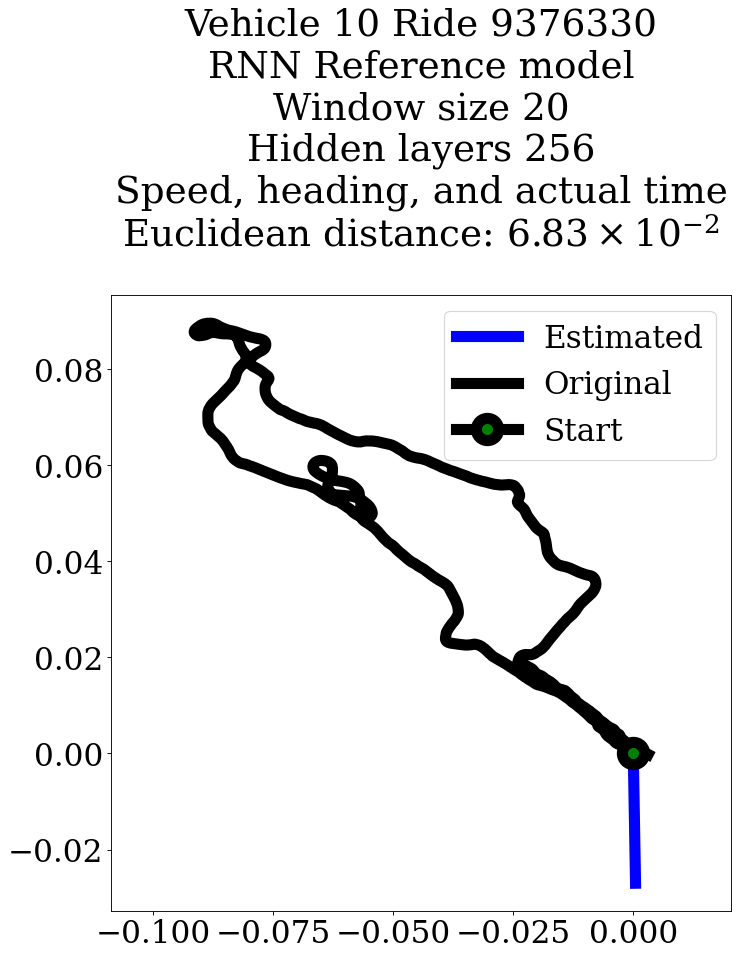 Vehicle 10 Ride 9376330
RNN Reference model
Window size 20
Hidden layers 256
Speed, heading, and actual time
Euclidean distance: 6.83 × 10⁻²
Estimated
Original
Start
0.08
0.06
0.04
0.02
0.00
−0.02
−0.100 −0.075 −0.050 −0.025 0.000